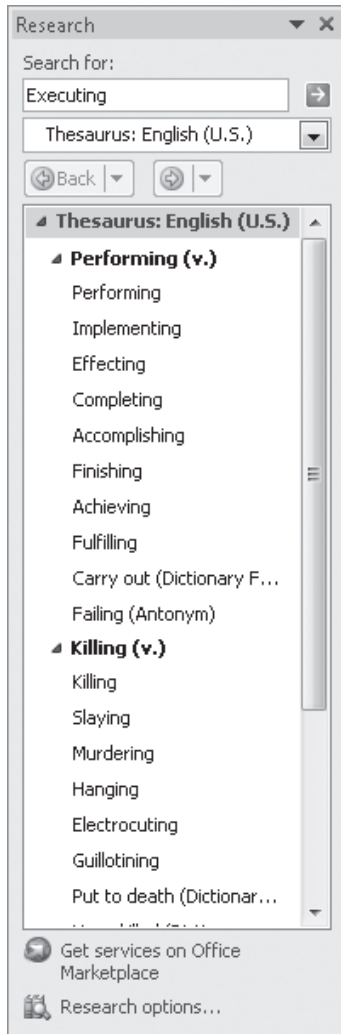 Research
Search for:
Executing
Thesaurus: English (U.S.)
Back
Thesaurus: English (U.S.)
Performing (v.)
Performing
Implementing
Effecting
Completing
Accomplishing
Finishing
Achieving
Fulfilling
Carry out (Dictionary F...
Failing (Antonym)
Killing (v.)
Killing
Slaying
Murdering
Hanging
Electrocuting
Guillotining
Put to death (Dictionar...
Get services on Office
Marketplace
Research options...